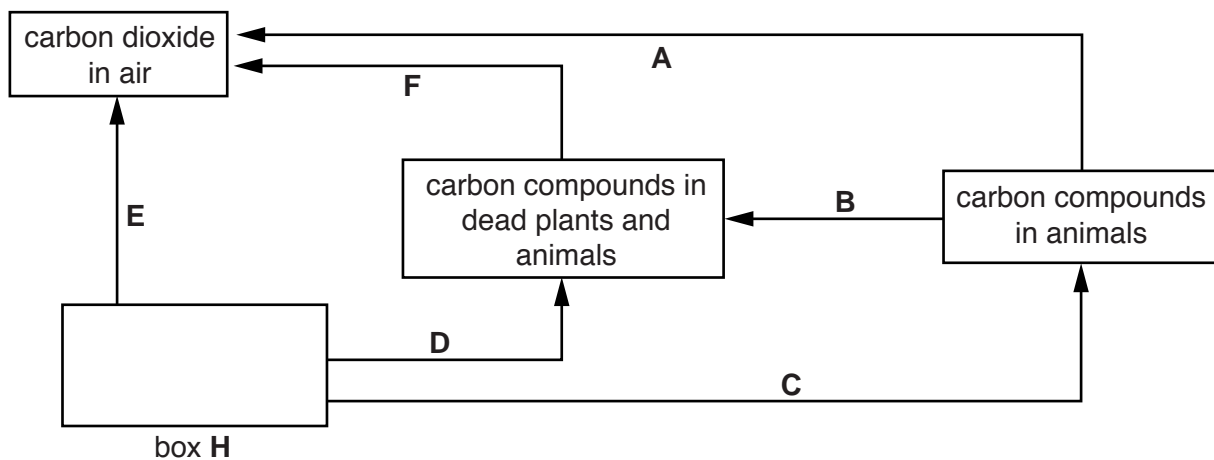 carbon dioxide
in air
A
F
carbon compounds in
dead plants and
animals
B
carbon compounds
in animals
E
D
C
box H